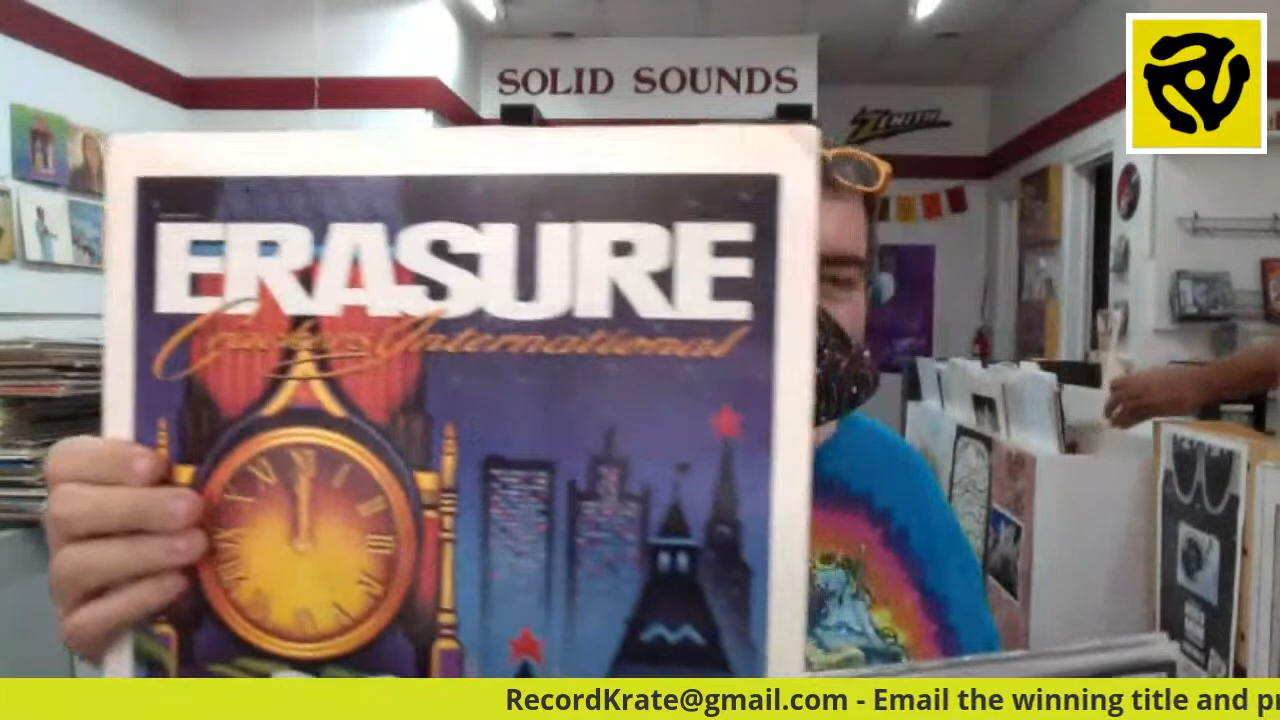 SOLID SOUNDS
ZENITH
ERASURE
Crackers International
RecordKrate@gmail.com - Email the winning title and pr